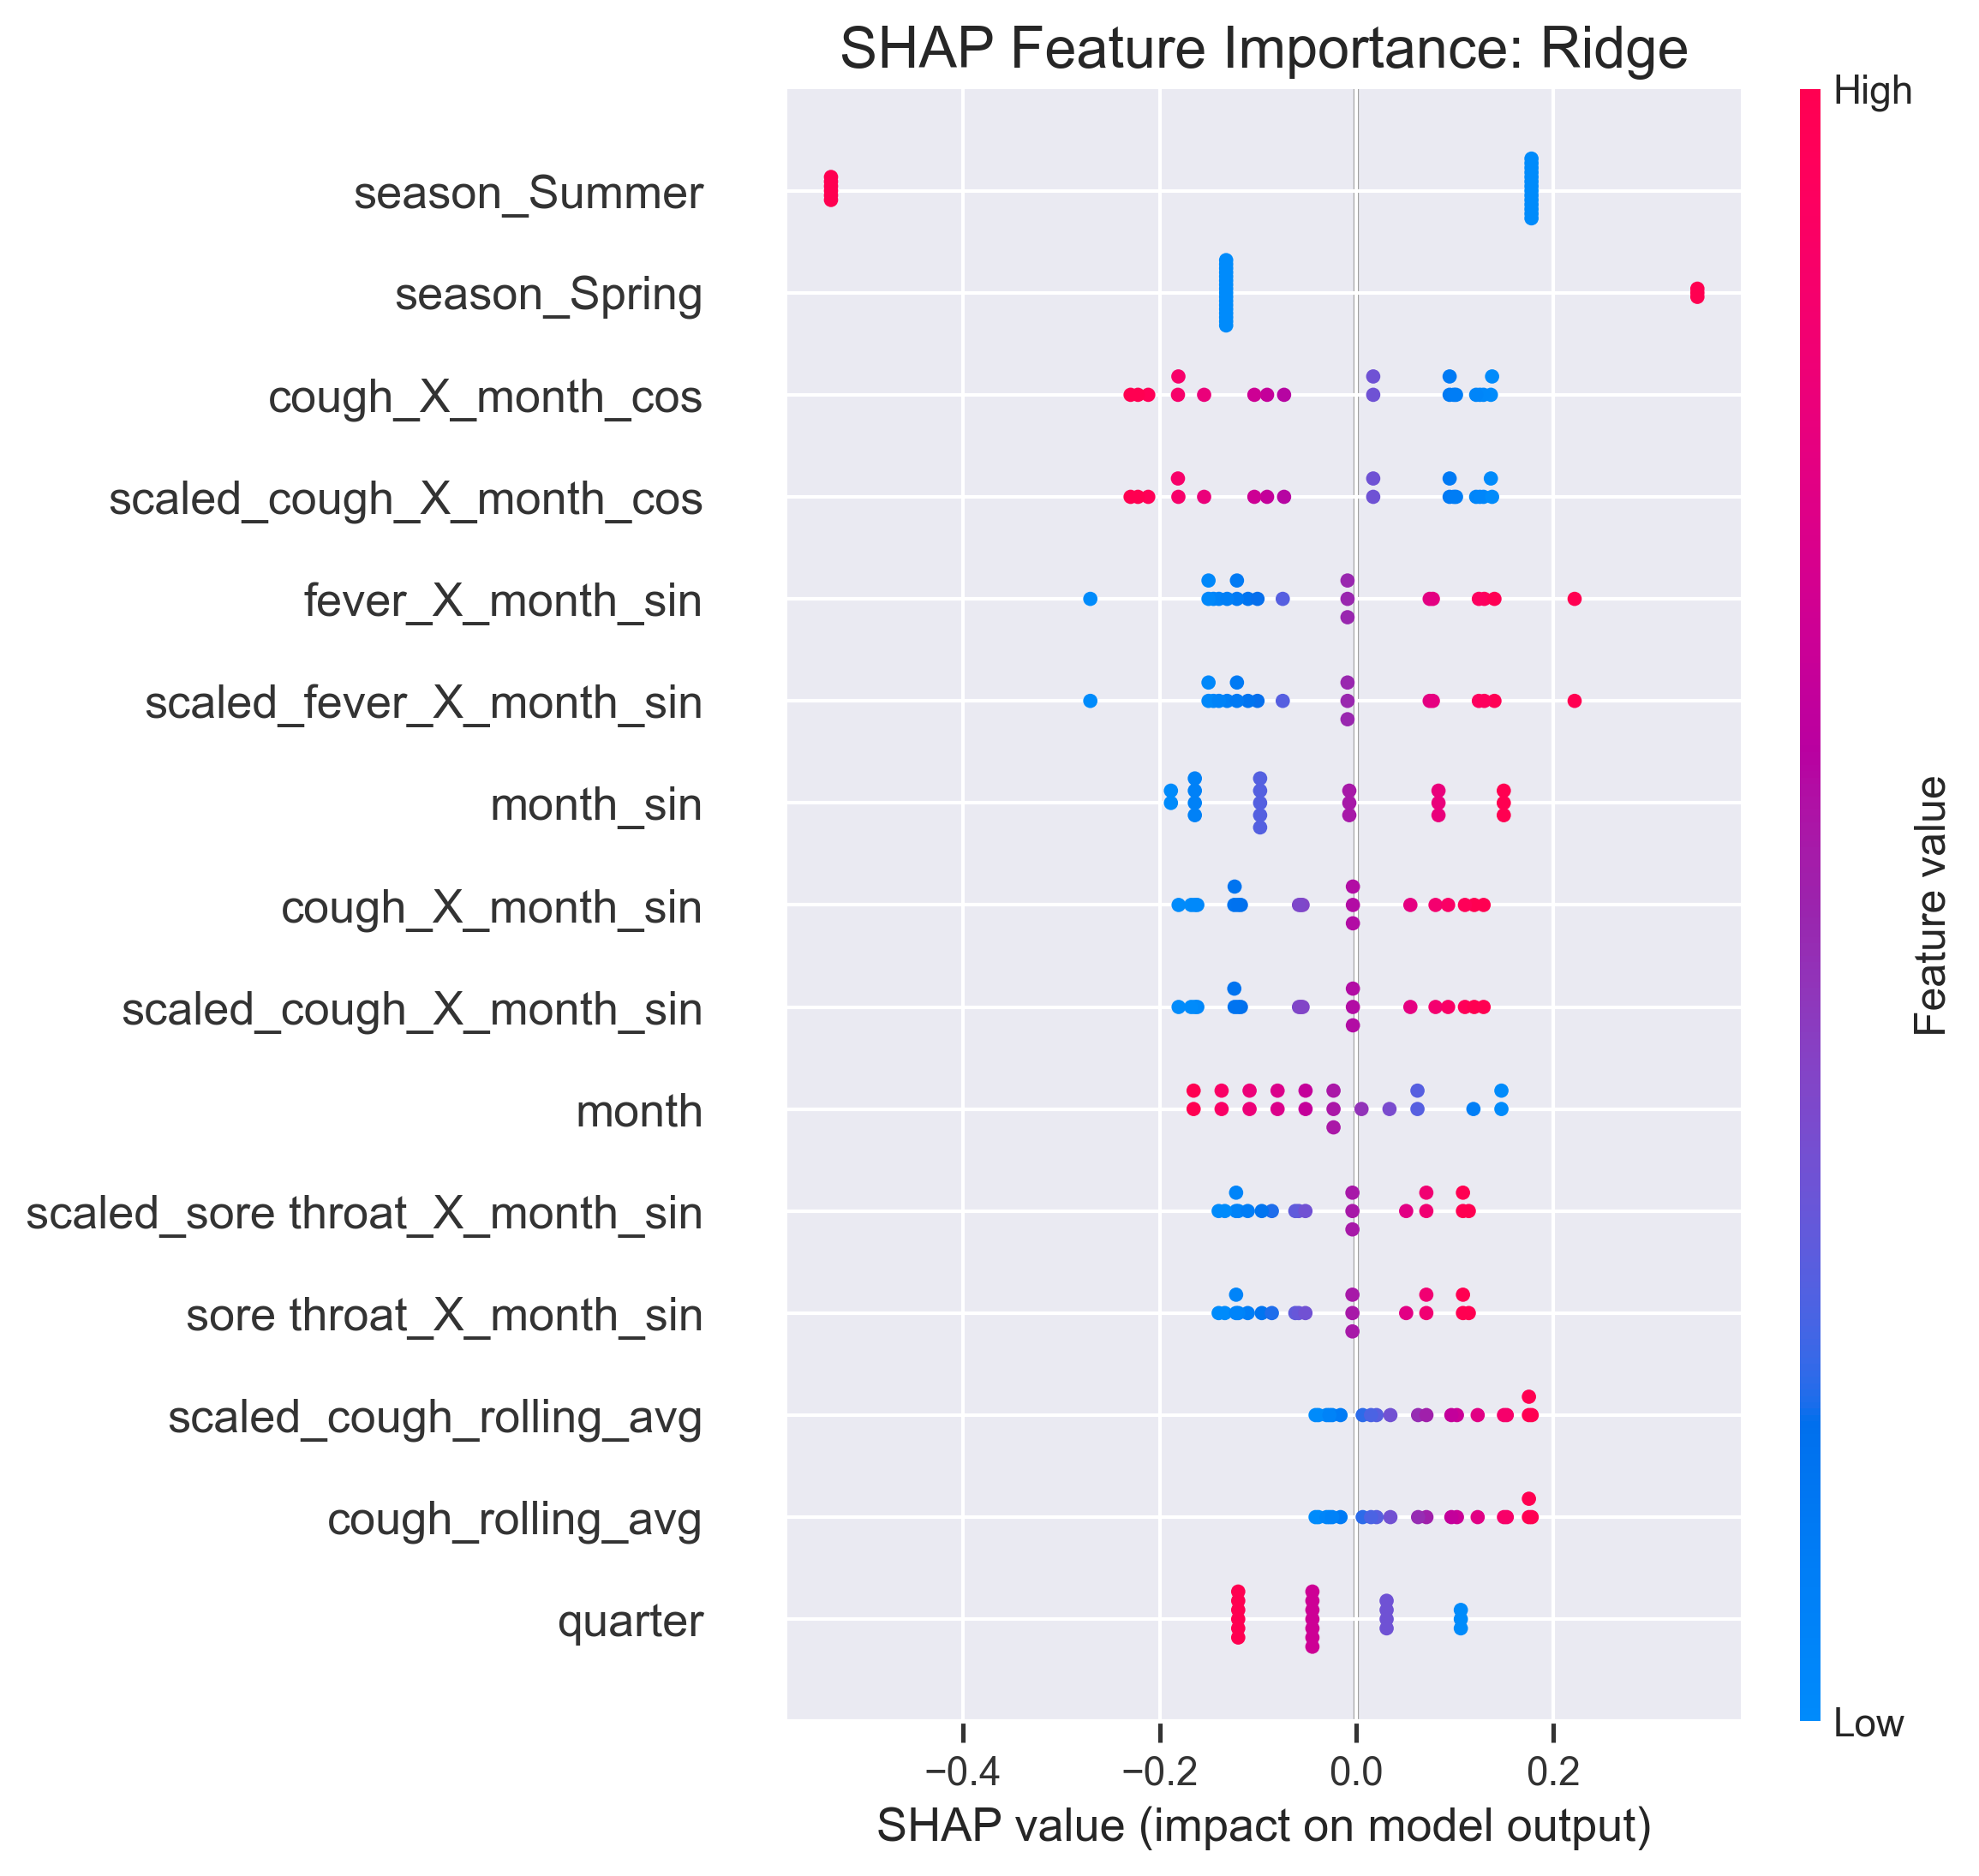 SHAP Feature Importance: Ridge
High
season_Summer
season_Spring
cough_X_month_cos
scaled_cough_X_month_cos
fever_X_month_sin
scaled_fever_X_month_sin
month_sin
cough_X_month_sin
scaled_cough_X_month_sin
month
scaled_sore throat_X_month_sin
sore throat_X_month_sin
scaled_cough_rolling_avg
cough_rolling_avg
quarter
Feature value
Low
−0.4 −0.2 0.0 0.2
SHAP value (impact on model output)